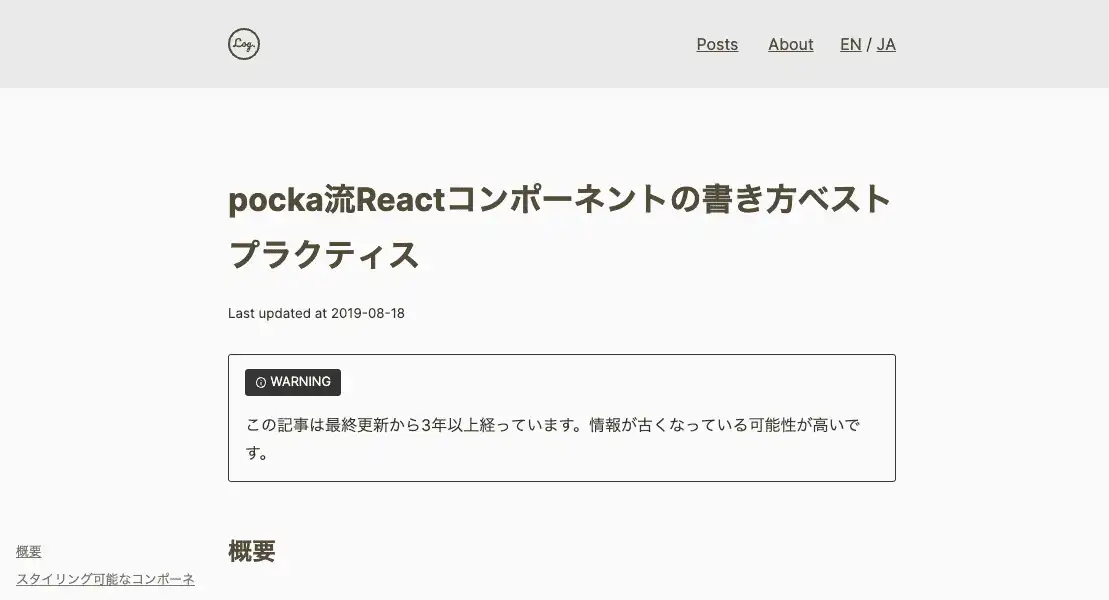 Log.
Posts About EN / JA
pocka流Reactコンポーネントの書き方ベスト
プラクティス
Last updated at 2019-08-18
WARNING
この記事は最終更新から3年以上経っています。情報が古くなっている可能性が高いで
す。
概要
スタイリング可能なコンポーネ
概要